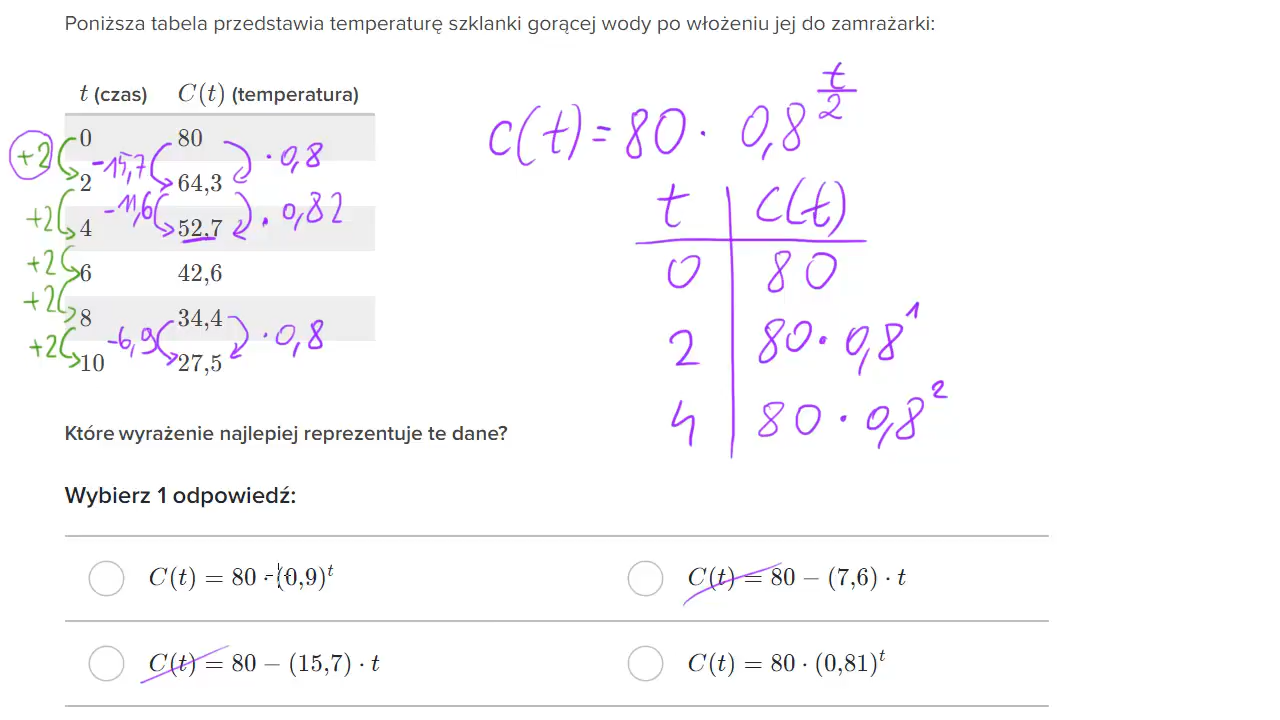 Poniższa tabela przedstawia temperaturę szklanki gorącej wody po włożeniu jej do zamrażarki:
t (czas) C(t) (temperatura)
0 80
2 64,3
4 52,7
6 42,6
8 34,4
10 27,5
+2 -15,7 · 0,8
+2 -11,6 · 0,82
+2
+2
+2 -6,9 · 0,8
C(t) = 80 · 0,8^(t/2)
t C(t)
0 80
2 80 · 0,8^1
4 80 · 0,8^2
Które wyrażenie najlepiej reprezentuje te dane?
Wybierz 1 odpowiedź:
C(t) = 80 · (0,9)^t
C(t) = 80 − (7,6) · t
C(t) = 80 − (15,7) · t
C(t) = 80 · (0,81)^t